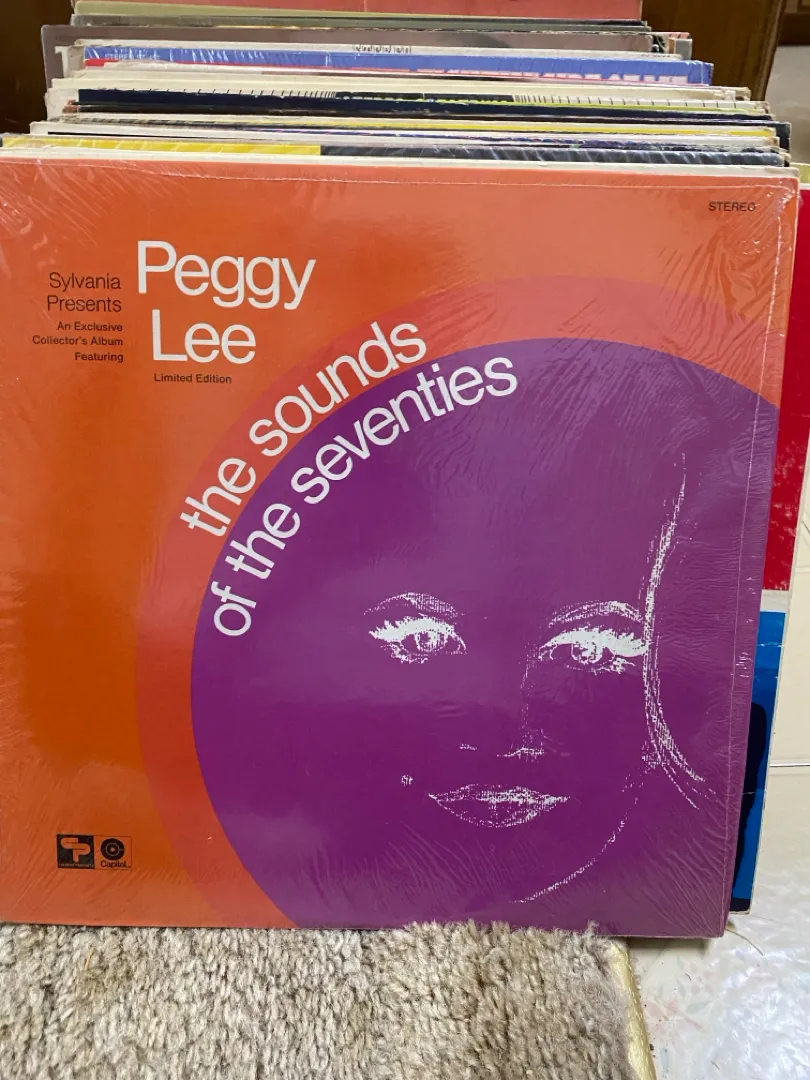 STEREO
Sylvania
Presents
An Exclusive
Collector's Album
Featuring
Peggy
Lee
Limited Edition
the sounds
of the seventies
Capitol